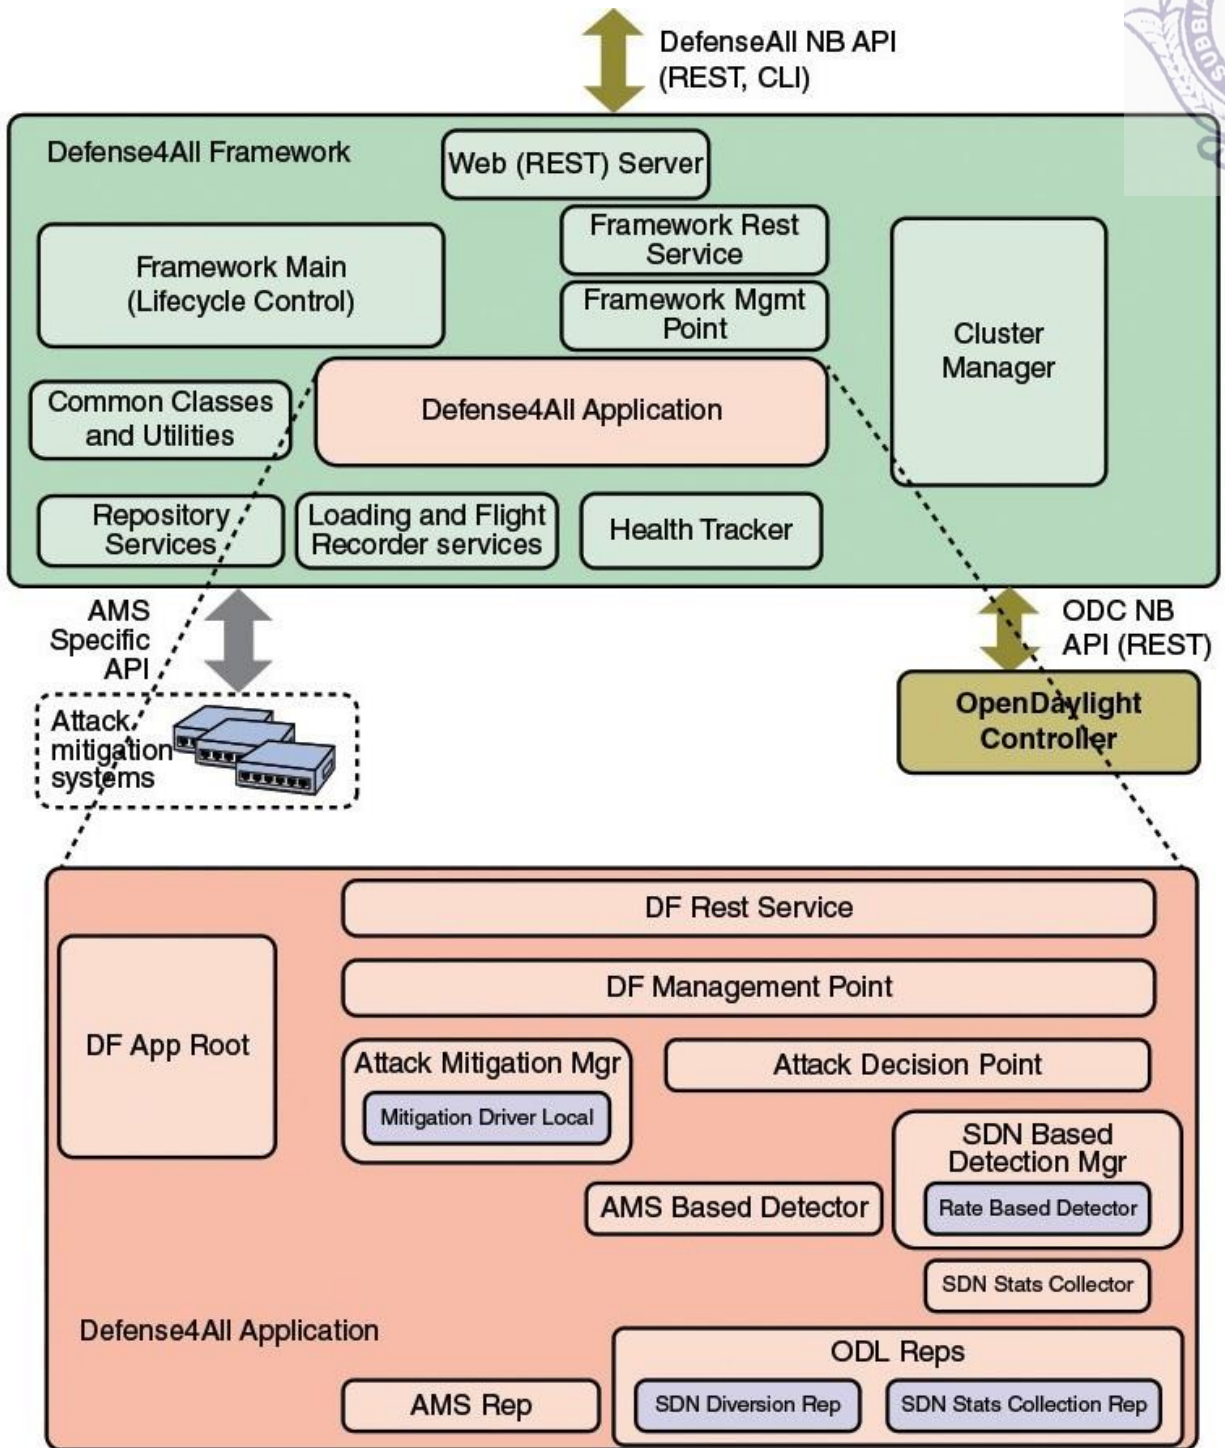 DefenseAll NB API
(REST, CLI)
SUBBIA
Defense4All Framework
Web (REST) Server
Framework Rest
Service
Framework Main
(Lifecycle Control)
Framework Mgmt
Point
Cluster
Manager
Common Classes
and Utilities
Defense4All Application
Repository
Services
Loading and Flight
Recorder services
Health Tracker
AMS
Specific
API
ODC NB
API (REST)
Attack
mitigation
systems
OpenDaylight
Controller
DF Rest Service
DF Management Point
DF App Root
Attack Mitigation Mgr
Mitigation Driver Local
Attack Decision Point
SDN Based
Detection Mgr
Rate Based Detector
AMS Based Detector
SDN Stats Collector
Defense4All Application
ODL Reps
AMS Rep
SDN Diversion Rep
SDN Stats Collection Rep